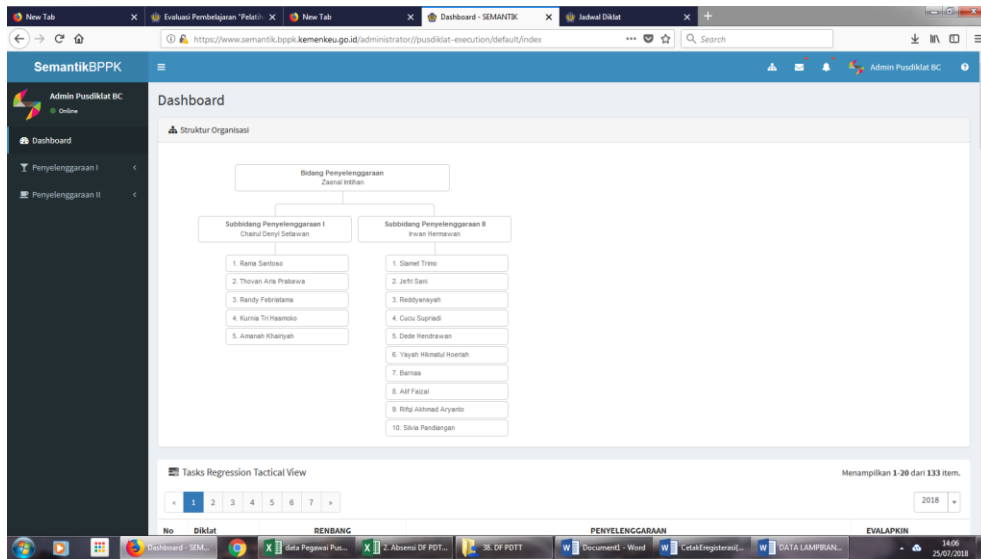 New Tab
Evaluasi Pembelajaran "Pelatih
New Tab
Dashboard - SEMANTIK
Jadwal Diklat
https://www.semantik.bppk.kemenkeu.go.id/administrator//pusdiklat-execution/default/index
Search
SemantikBPPK
Admin Pusdiklat BC
Admin Pusdiklat BC
Online
Dashboard
Penyelenggaraan I
Penyelenggaraan II
Dashboard
Struktur Organisasi
Bidang Penyelenggaraan
Zaenal Intihan
Subbidang Penyelenggaraan I
Chairul Denyl Setiawan
Subbidang Penyelenggaraan II
Irwan Hermawan
1. Rama Santoso
2. Thovan Aria Prabawa
3. Randy Febriatama
4. Kurnia Tri Hasmoko
5. Amanah Khairiyah
1. Slamet Trimo
2. Jefri Sani
3. Reddyansyah
4. Cucu Supriadi
5. Dede Hendrawan
6. Yayah Hikmatul Hoeriah
7. Barnas
8. Alif Faizal
9. Rifqi Akhmad Aryanto
10. Silvia Pandiangan
Tasks Regression Tactical View
Menampilkan 1-20 dari 133 item.
« 1 2 3 4 5 6 7 »
2018
No Diklat RENBANG PENYELENGGARAAN EVALAPKIN
Dashboard - SEM...
data Pegawai Pus...
2. Absensi DF PDT...
38. DF PDTT
Document1 - Word
CetakEregisterasi(...
DATA LAMPIRAN...
14:06
25/07/2018